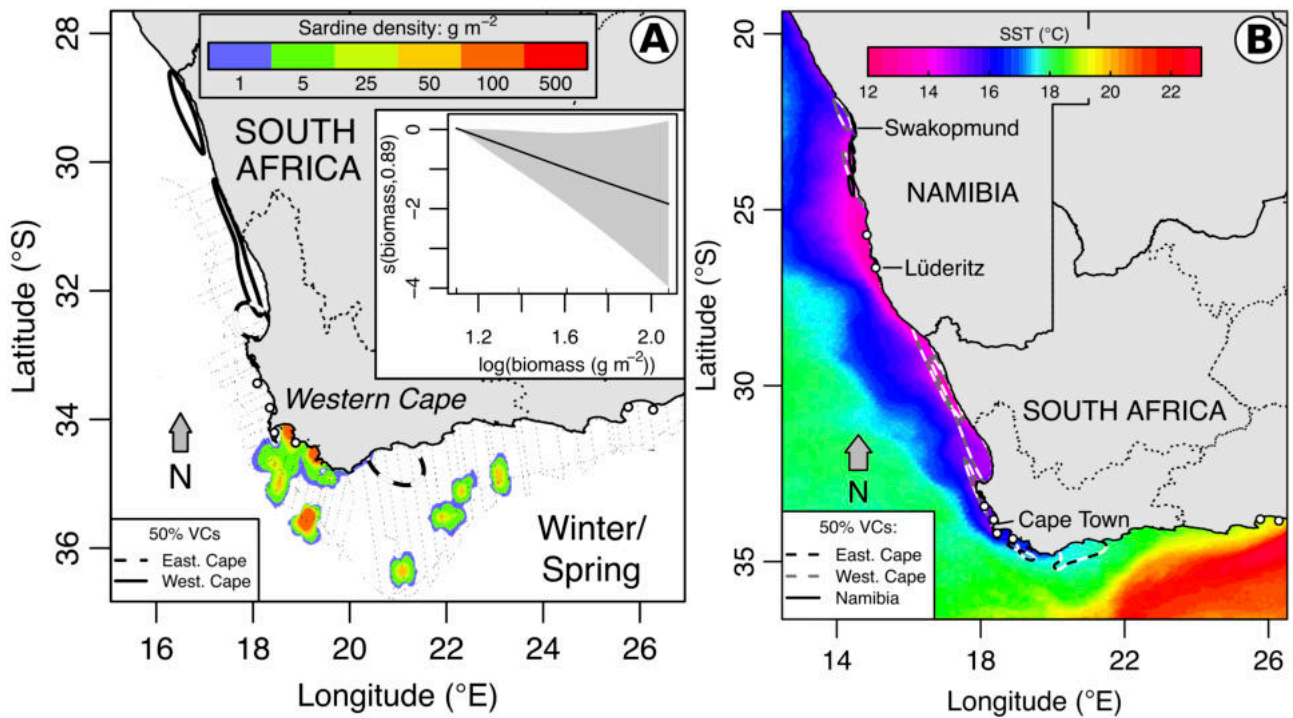 A
Sardine density: g m⁻²
1 5 25 50 100 500
28
30
32
34
36
Latitude (°S)
SOUTH
AFRICA
0
-2
-4
s(biomass,0.89)
1.2 1.6 2.0
log(biomass (g m⁻²))
Western Cape
N
Winter/
Spring
50% VCs
East. Cape
West. Cape
16 18 20 22 24 26
Longitude (°E)
B
SST (°C)
12 14 16 18 20 22
20
25
30
35
Latitude (°S)
Swakopmund
NAMIBIA
Lüderitz
SOUTH AFRICA
N
Cape Town
50% VCs:
East. Cape
West. Cape
Namibia
14 18 22 26
Longitude (°E)